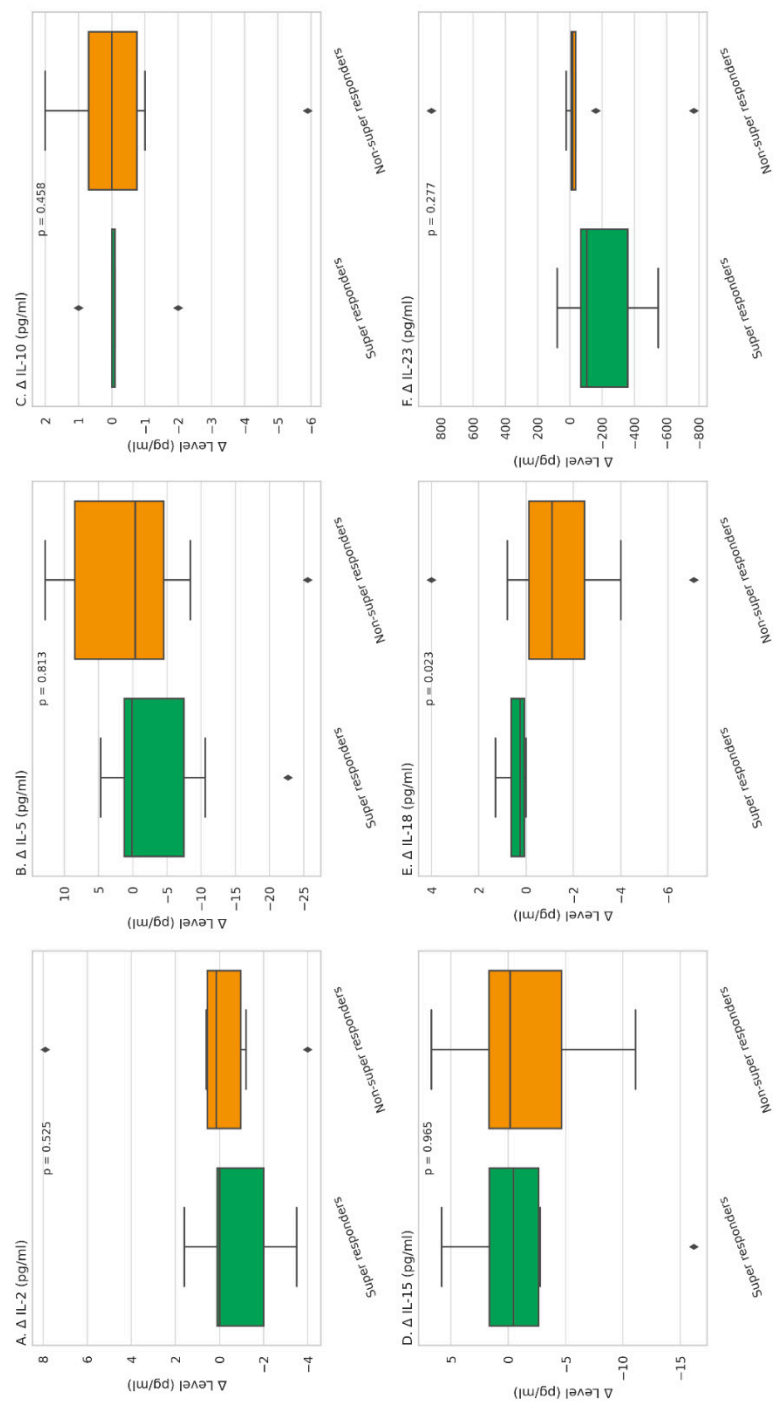 A. Δ IL-2 (pg/ml)
p = 0.525
Δ Level (pg/ml)
8
6
4
2
0
−2
−4
Super responders
Non-super responders
B. Δ IL-5 (pg/ml)
p = 0.813
Δ Level (pg/ml)
10
5
0
−5
−10
−15
−20
−25
Super responders
Non-super responders
C. Δ IL-10 (pg/ml)
p = 0.458
Δ Level (pg/ml)
2
1
0
−1
−2
−3
−4
−5
−6
Super responders
Non-super responders
D. Δ IL-15 (pg/ml)
p = 0.965
Δ Level (pg/ml)
5
0
−5
−10
−15
Super responders
Non-super responders
E. Δ IL-18 (pg/ml)
p = 0.023
Δ Level (pg/ml)
4
2
0
−2
−4
−6
Super responders
Non-super responders
F. Δ IL-23 (pg/ml)
p = 0.277
Δ Level (pg/ml)
800
600
400
200
0
−200
−400
−600
−800
Super responders
Non-super responders